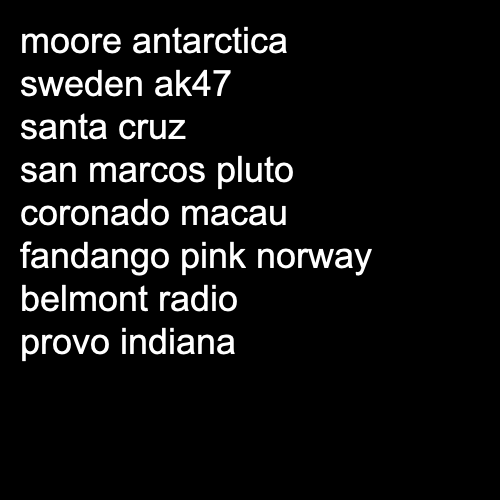 moore antarctica
sweden ak47
santa cruz
san marcos pluto
coronado macau
fandango pink norway
belmont radio
provo indiana